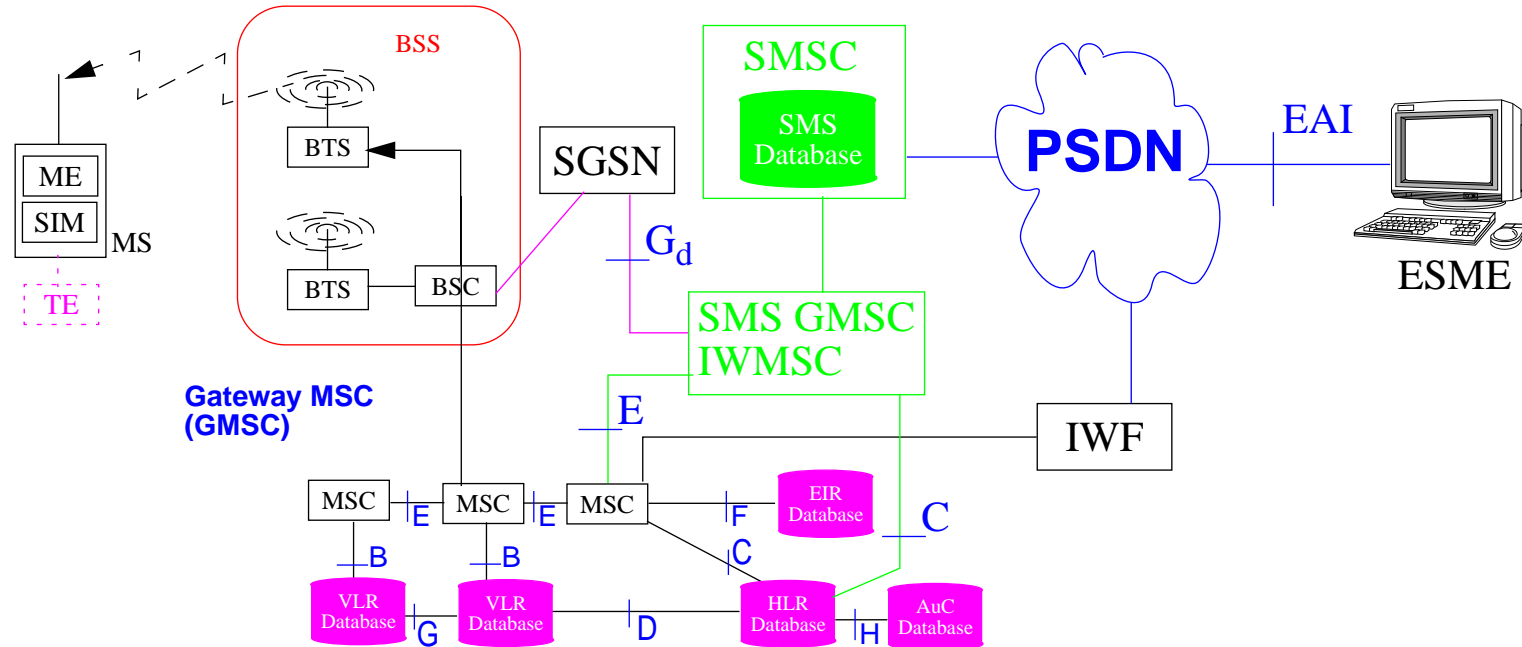 BSS
SMSC
SMS
Database
PSDN
EAI
BTS
SGSN
ME
SIM
MS
TE
BTS
BSC
G_d
ESME
SMS GMSC
IWMSC
Gateway MSC
(GMSC)
E
IWF
MSC
E
MSC
E
MSC
F
EIR
Database
C
B
B
C
VLR
Database
G
VLR
Database
D
HLR
Database
H
AuC
Database